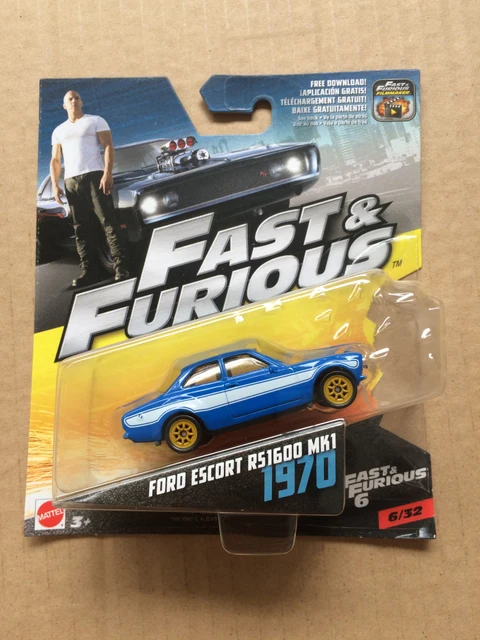 FREE DOWNLOAD!
¡APLICACIÓN GRATIS!
TÉLÉCHARGEMENT GRATUIT!
BAIXE GRATUITAMENTE!
FAST & FURIOUS
FILMMAKER
FAST &
FURIOUS
TM
FORD ESCORT RS1600 MK1
1970
FAST &
FURIOUS
6
6/32
MATTEL
3+